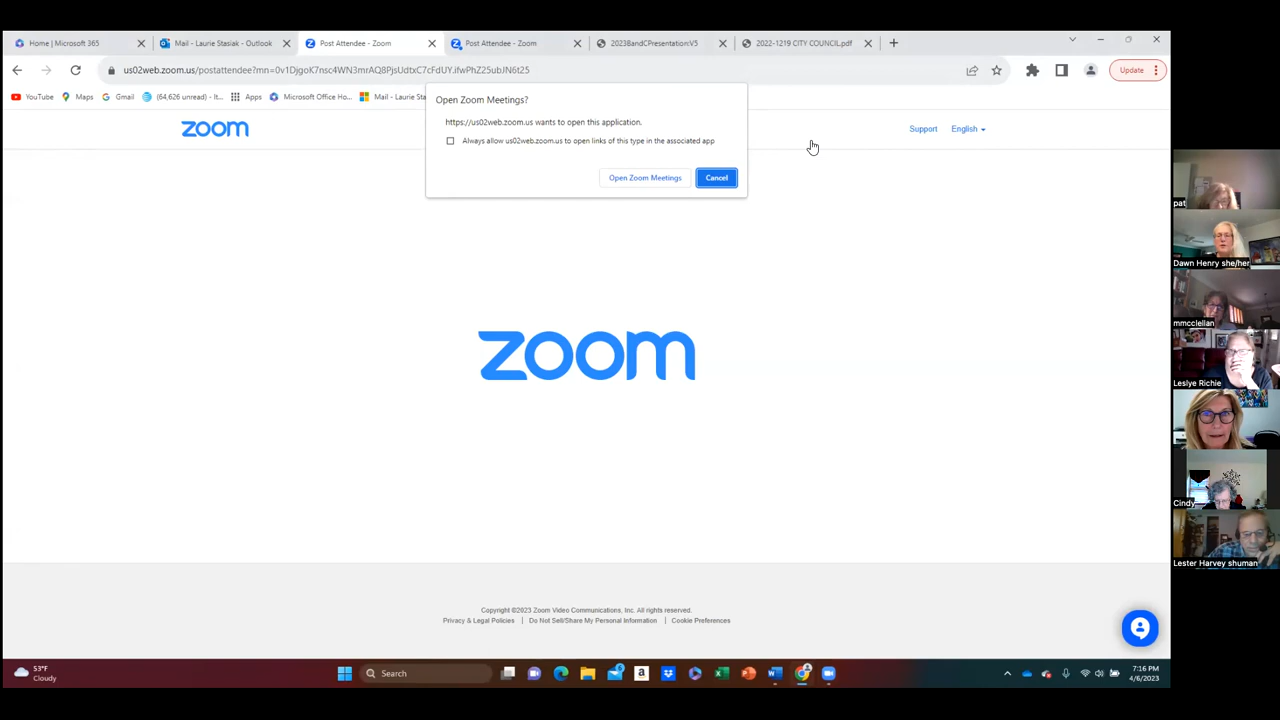 Home | Microsoft 365
Mail - Laurie Stasiak - Outlook
Post Attendee - Zoom
Post Attendee - Zoom
2023BandCPresentation:V5
2022-1219 CITY COUNCIL.pdf
us02web.zoom.us/postattendee?mn=0v1DjgoK7nsc4WN3mrAQ8PjsUdtxC7cFdUY.ifwPhZ25ubJN6t25
Update
YouTube
Maps
Gmail
(64,626 unread) - It...
Apps
Microsoft Office Ho...
Mail - Laurie Sta
Open Zoom Meetings?
https://us02web.zoom.us wants to open this application.
Always allow us02web.zoom.us to open links of this type in the associated app
Open Zoom Meetings
Cancel
zoom
Support
English
zoom
Copyright ©2023 Zoom Video Communications, Inc. All rights reserved.
Privacy & Legal Policies | Do Not Sell/Share My Personal Information | Cookie Preferences
pat
Dawn Henry she/her
mmcclellan
Leslye Richie
Cindy
Lester Harvey shuman
53°F
Cloudy
Search
7:16 PM
4/6/2023